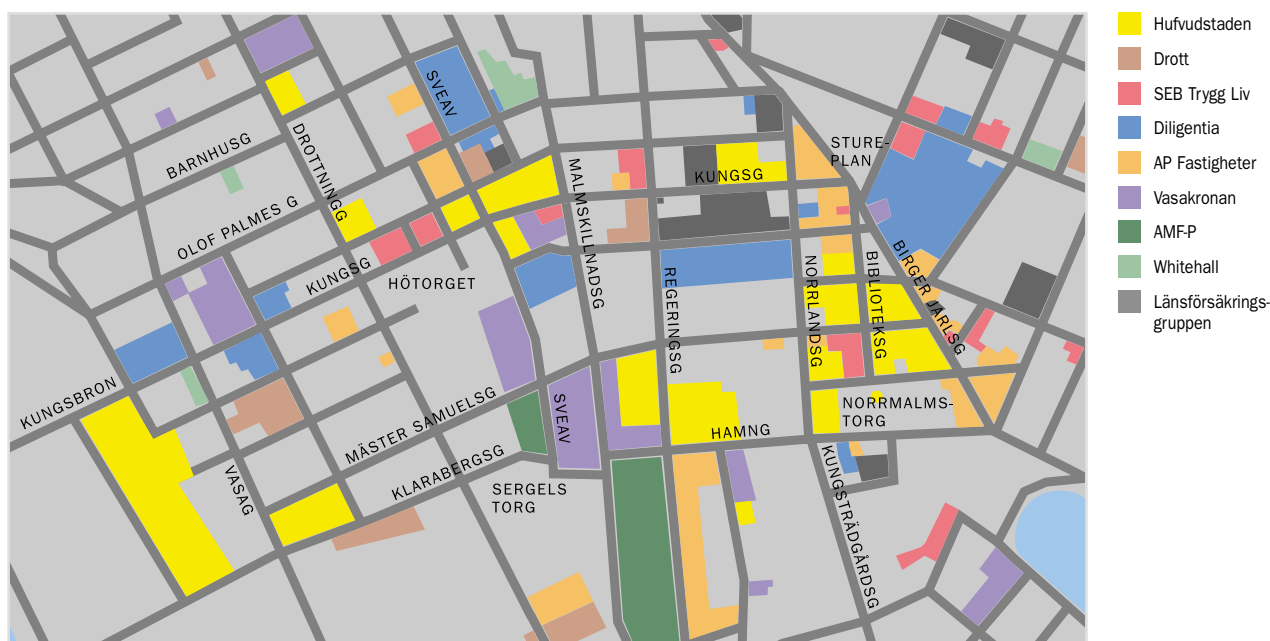 SVEAV
BARNHUSG
DROTTNINGG
OLOF PALMES G
KUNGSG
HÖTORGET
MALMSKILLNADSG
KUNGSG
STURE-
PLAN
REGERINGSG
NORRLANDSG
BIBLIOTEKSG
BIRGER JARLSG
KUNGSBRON
MÄSTER SAMUELSG
SVEAV
NORRMALMS-
TORG
HAMNG
VASAG
KLARABERGSG
SERGELS
TORG
KUNGSTRÄDGÅRDSG
Hufvudstaden
Drott
SEB Trygg Liv
Diligentia
AP Fastigheter
Vasakronan
AMF-P
Whitehall
Länsförsäkrings-
gruppen